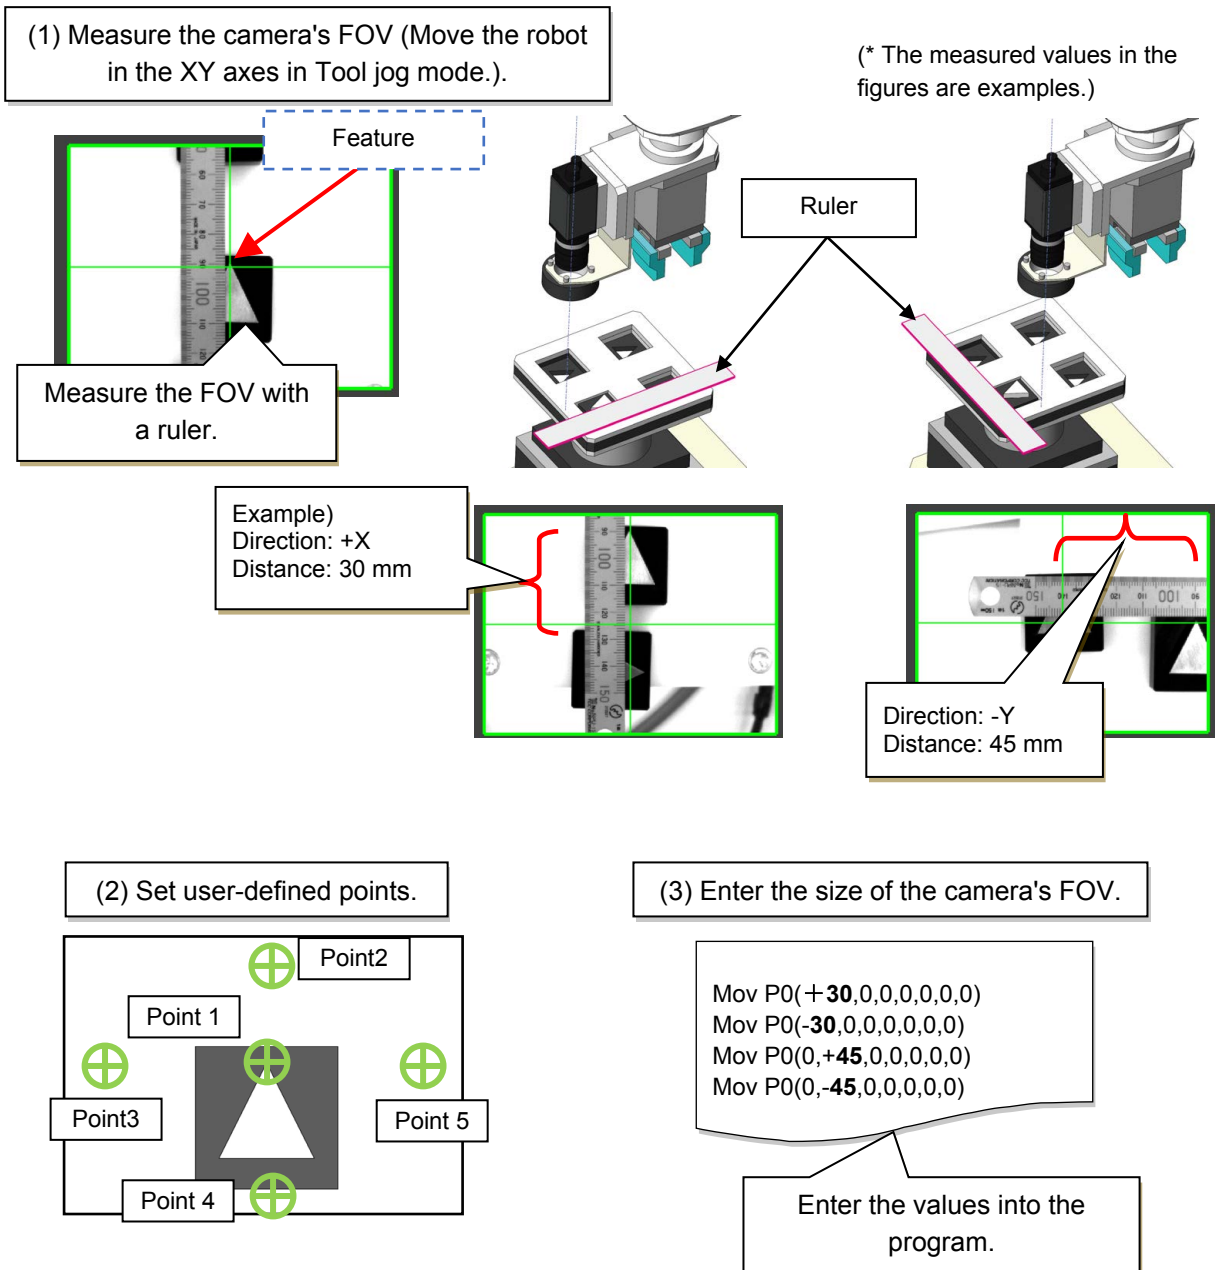 (1) Measure the camera's FOV (Move the robot
in the XY axes in Tool jog mode.).
(* The measured values in the
figures are examples.)
Feature
Ruler
Measure the FOV with
a ruler.
Example)
Direction: +X
Distance: 30 mm
Direction: -Y
Distance: 45 mm
(2) Set user-defined points.
(3) Enter the size of the camera's FOV.
Point2
Point 1
Point3
Point 5
Point 4
Mov P0(+30,0,0,0,0,0,0)
Mov P0(-30,0,0,0,0,0,0)
Mov P0(0,+45,0,0,0,0,0)
Mov P0(0,-45,0,0,0,0,0)
Enter the values into the
program.